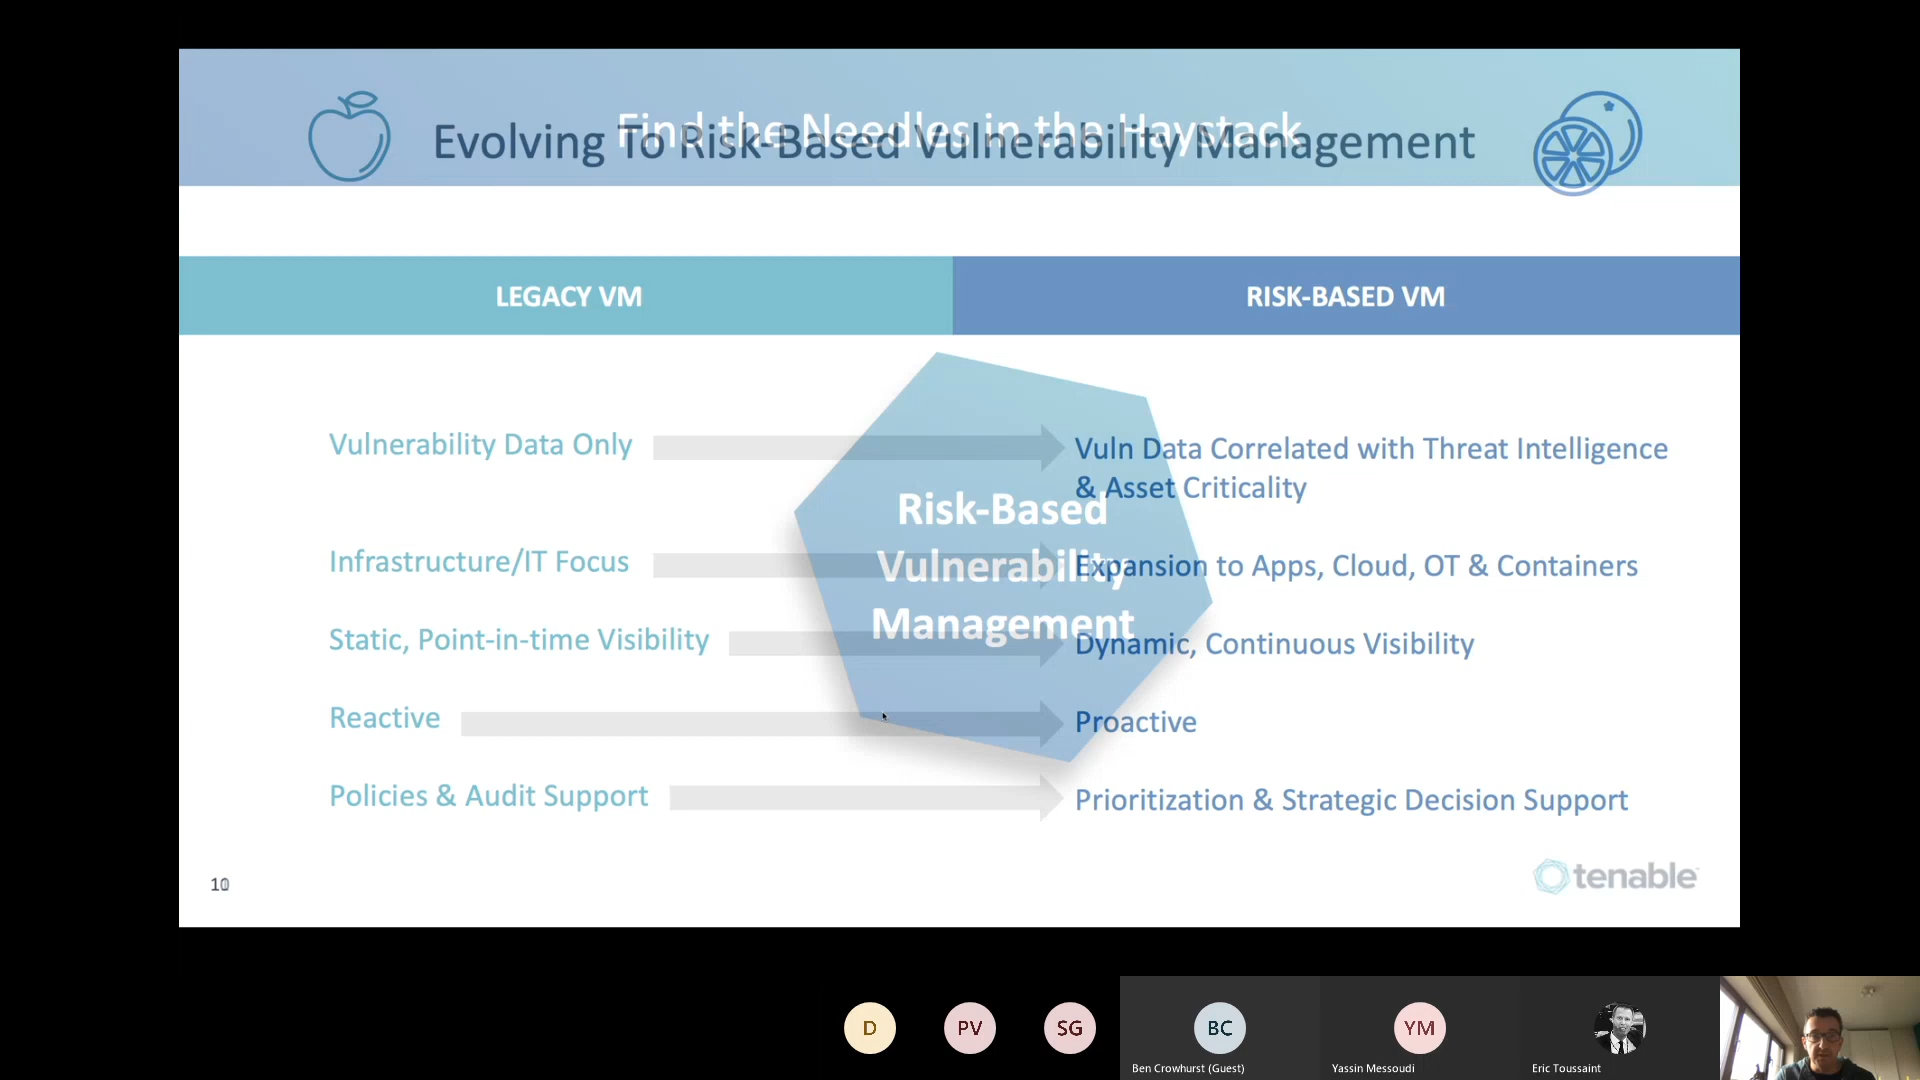 Find the Needles in the Haystack
Evolving To Risk-Based Vulnerability Management
LEGACY VM
RISK-BASED VM
Vulnerability Data Only
Vuln Data Correlated with Threat Intelligence
& Asset Criticality
Risk-Based
Vulnerability
Management
Infrastructure/IT Focus
Expansion to Apps, Cloud, OT & Containers
Static, Point-in-time Visibility
Dynamic, Continuous Visibility
Reactive
Proactive
Policies & Audit Support
Prioritization & Strategic Decision Support
tenable
D
PV
SG
BC
YM
Ben Crowhurst (Guest)
Yassin Messoudi
Eric Toussaint